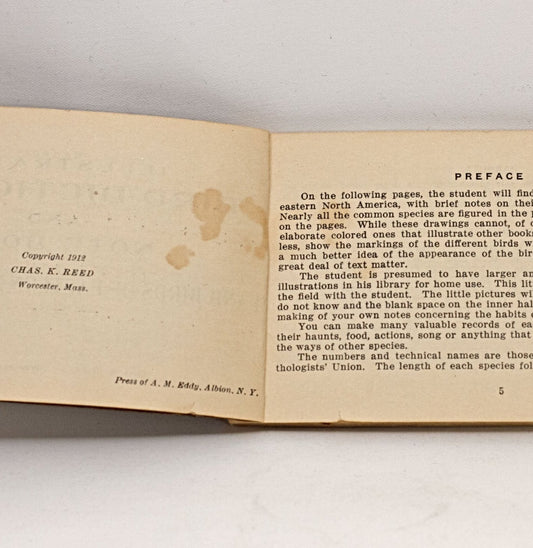 Copyright 1912
CHAS. K. REED
Worcester, Mass.
Press of A. M. Eddy, Albion, N. Y.
PREFACE
On the following pages, the student will find
eastern North America, with brief notes on thei
Nearly all the common species are figured in the p
on the pages. While these drawings cannot, of c
elaborate colored ones that illustrate other book
less, show the markings of the different birds w
a much better idea of the appearance of the bir
great deal of text matter.
The student is presumed to have larger an
illustrations in his library for home use. This lit
the field with the student. The little pictures wi
do not know and the blank space on the inner hal
making of your own notes concerning the habits o
You can make many valuable records of ea
their haunts, food, actions, song or anything that
the ways of other species.
The numbers and technical names are those
thologists' Union. The length of each species fol
5